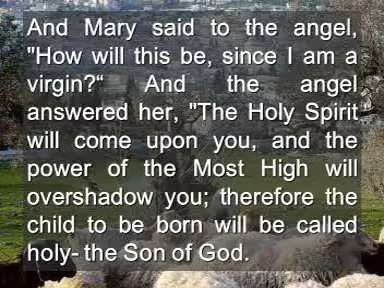 And Mary said to the angel,
"How will this be, since I am a
virgin?“ And the angel
answered her, "The Holy Spirit
will come upon you, and the
power of the Most High will
overshadow you; therefore the
child to be born will be called
holy- the Son of God.